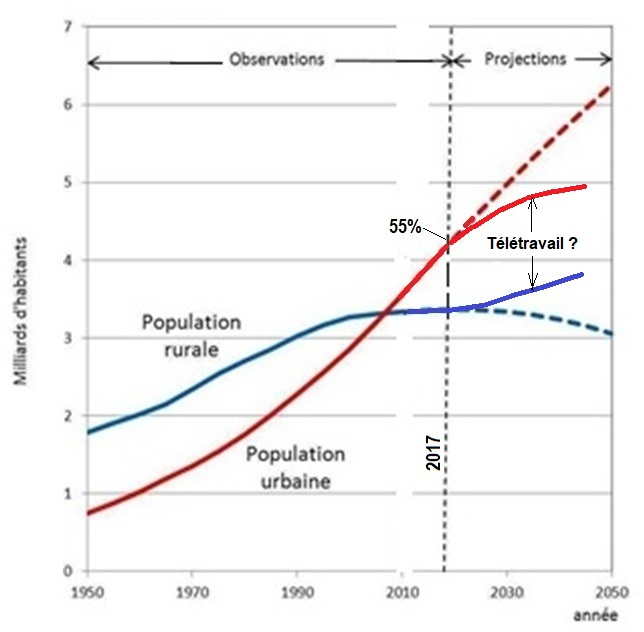 7
Observations
Projections
6
5
55%
Télétravail ?
4
Milliards d'habitants
3
Population
rurale
2
Population
urbaine
2017
1
0
1950
1970
1990
2010
2030
2050
année